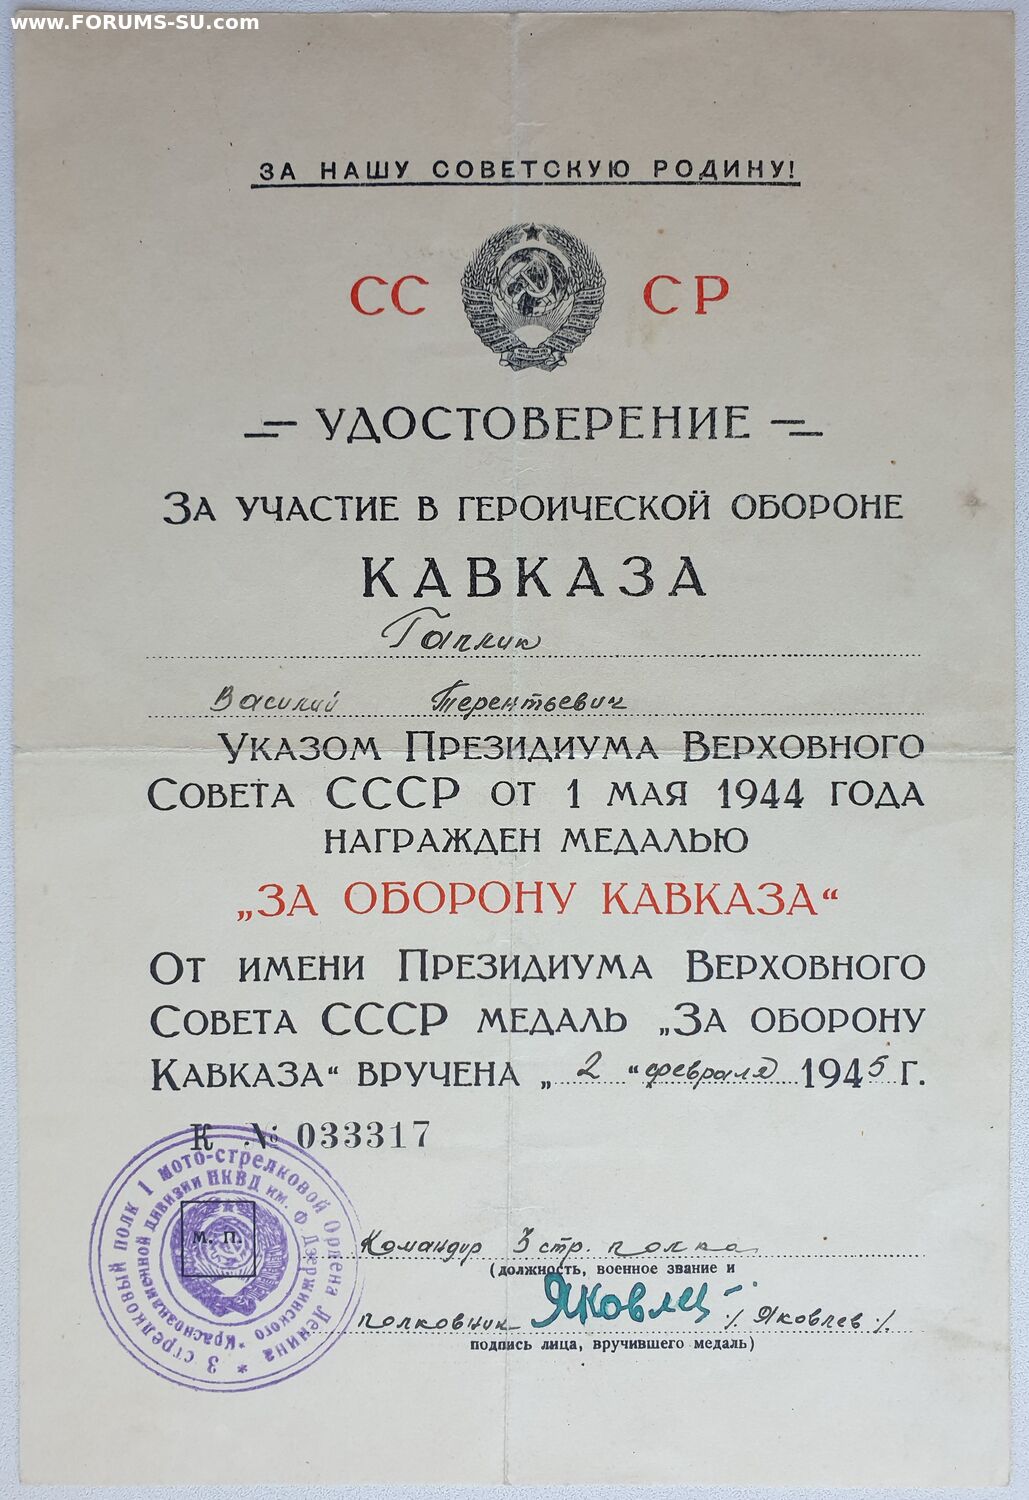 www.FORUMS-SU.com
ЗА НАШУ СОВЕТСКУЮ РОДИНУ!
СС СР
УДОСТОВЕРЕНИЕ
ЗА УЧАСТИЕ В ГЕРОИЧЕСКОЙ ОБОРОНЕ
КАВКАЗА
Гаплик
Василий Терентьевич
УКАЗОМ ПРЕЗИДИУМА ВЕРХОВНОГО
СОВЕТА СССР ОТ 1 МАЯ 1944 ГОДА
НАГРАЖДЕН МЕДАЛЬЮ
„ЗА ОБОРОНУ КАВКАЗА“
ОТ ИМЕНИ ПРЕЗИДИУМА ВЕРХОВНОГО
СОВЕТА СССР МЕДАЛЬ „ЗА ОБОРОНУ
КАВКАЗА“ ВРУЧЕНА „2“ февраля 1945 Г.
К № 033317
* 3 стрелковый полк 1 мото-стрелковой Ордена Ленина
*Краснознаменной дивизии НКВД им. Ф. Дзержинского
М. П.
Командир 3 стр. полка
(должность, военное звание и
полковник Яковлев /Яковлев/.
подпись лица, вручившего медаль)